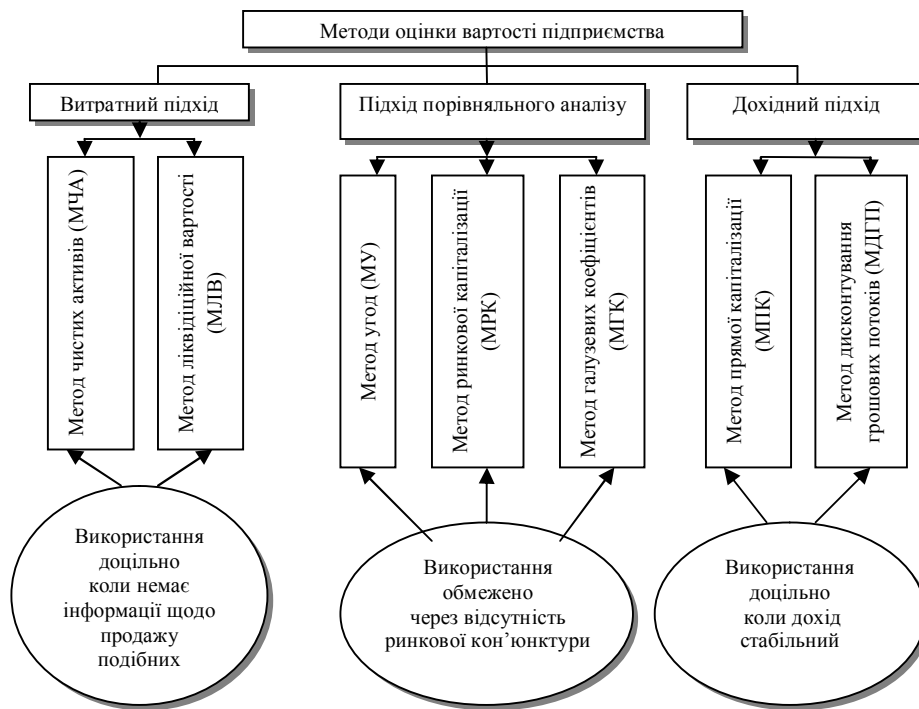 Методи оцінки вартості підприємства
Витратний підхід
Підхід порівняльного аналізу
Дохідний підхід
Метод чистих активів (МЧА)
Метод ліквідіційної вартості
(МЛВ)
Метод угод (МУ)
Метод ринкової капіталізації
(МРК)
Метод галузевих коефіцієнтів
(МГК)
Метод прямої капіталізації
(МПК)
Метод дисконтування
грошових потоків (МДГП)
Використання
доцільно
коли немає
інформації щодо
продажу
подібних
Використання
обмежено
через відсутність
ринкової кон’юнктури
Використання
доцільно
коли дохід
стабільний